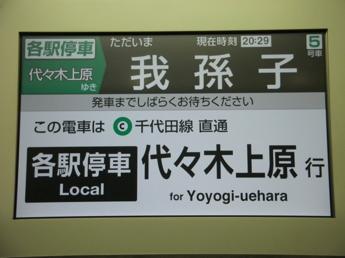 各駅停車 ただいま 現在時刻 20:29 5
代々木上原 我孫子 号車
ゆき
発車までしばらくお待ちください
この電車は C 千代田線 直通
各駅停車 代々木上原 行
Local for Yoyogi-uehara